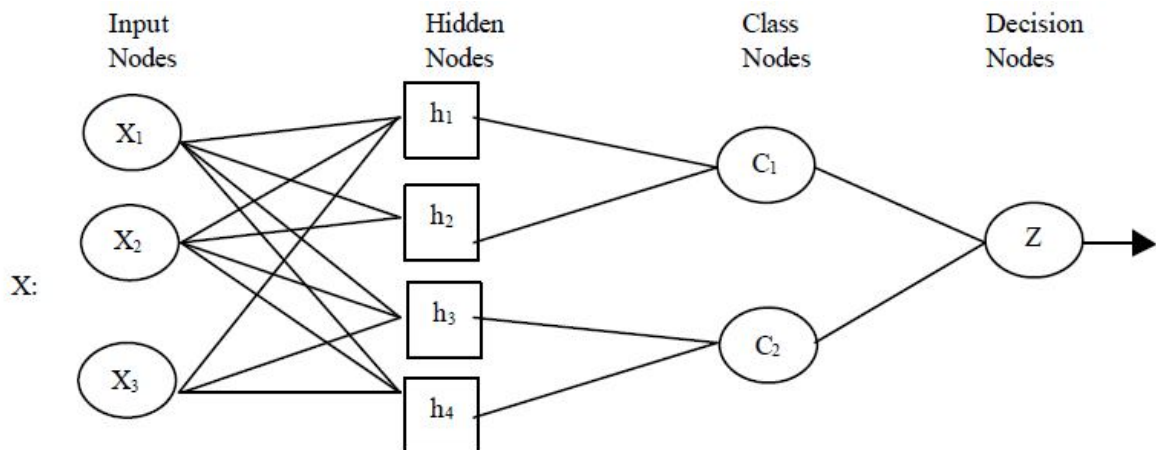 Input
Nodes
Hidden
Nodes
Class
Nodes
Decision
Nodes
X:
X₁
X₂
X₃
h₁
h₂
h₃
h₄
C₁
C₂
Z